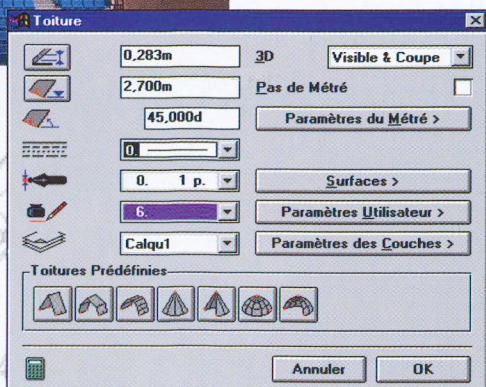 Toiture
0,283m 3D Visible & Coupe
2,700m Pas de Métré
45,000d Paramètres du Métré >
0.
0. 1 p. Surfaces >
6. Paramètres Utilisateur >
Calqu1 Paramètres des Couches >
Toitures Prédéfinies
Annuler OK